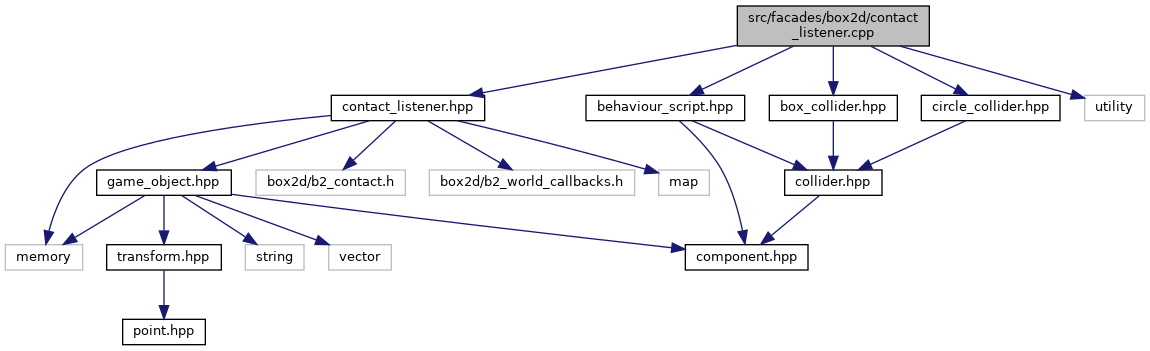 src/facades/box2d/contact
_listener.cpp
contact_listener.hpp
behaviour_script.hpp
box_collider.hpp
circle_collider.hpp
utility
game_object.hpp
box2d/b2_contact.h
box2d/b2_world_callbacks.h
map
collider.hpp
memory
transform.hpp
string
vector
component.hpp
point.hpp